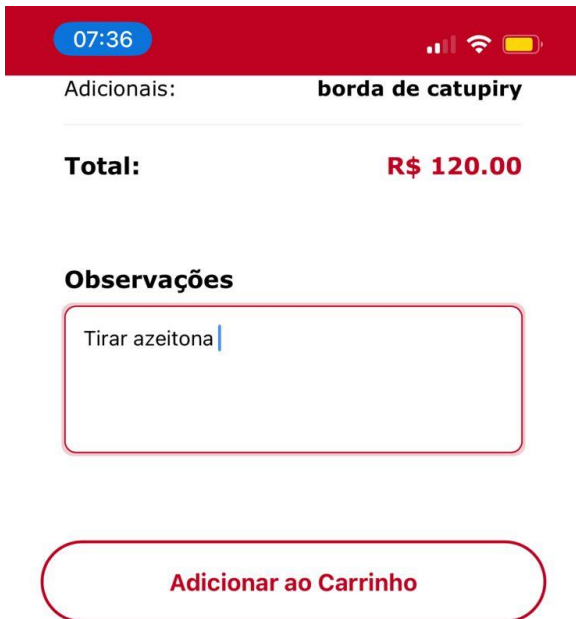 07:36
Adicionais: borda de catupiry
Total: R$ 120.00
Observações
Tirar azeitona
Adicionar ao Carrinho